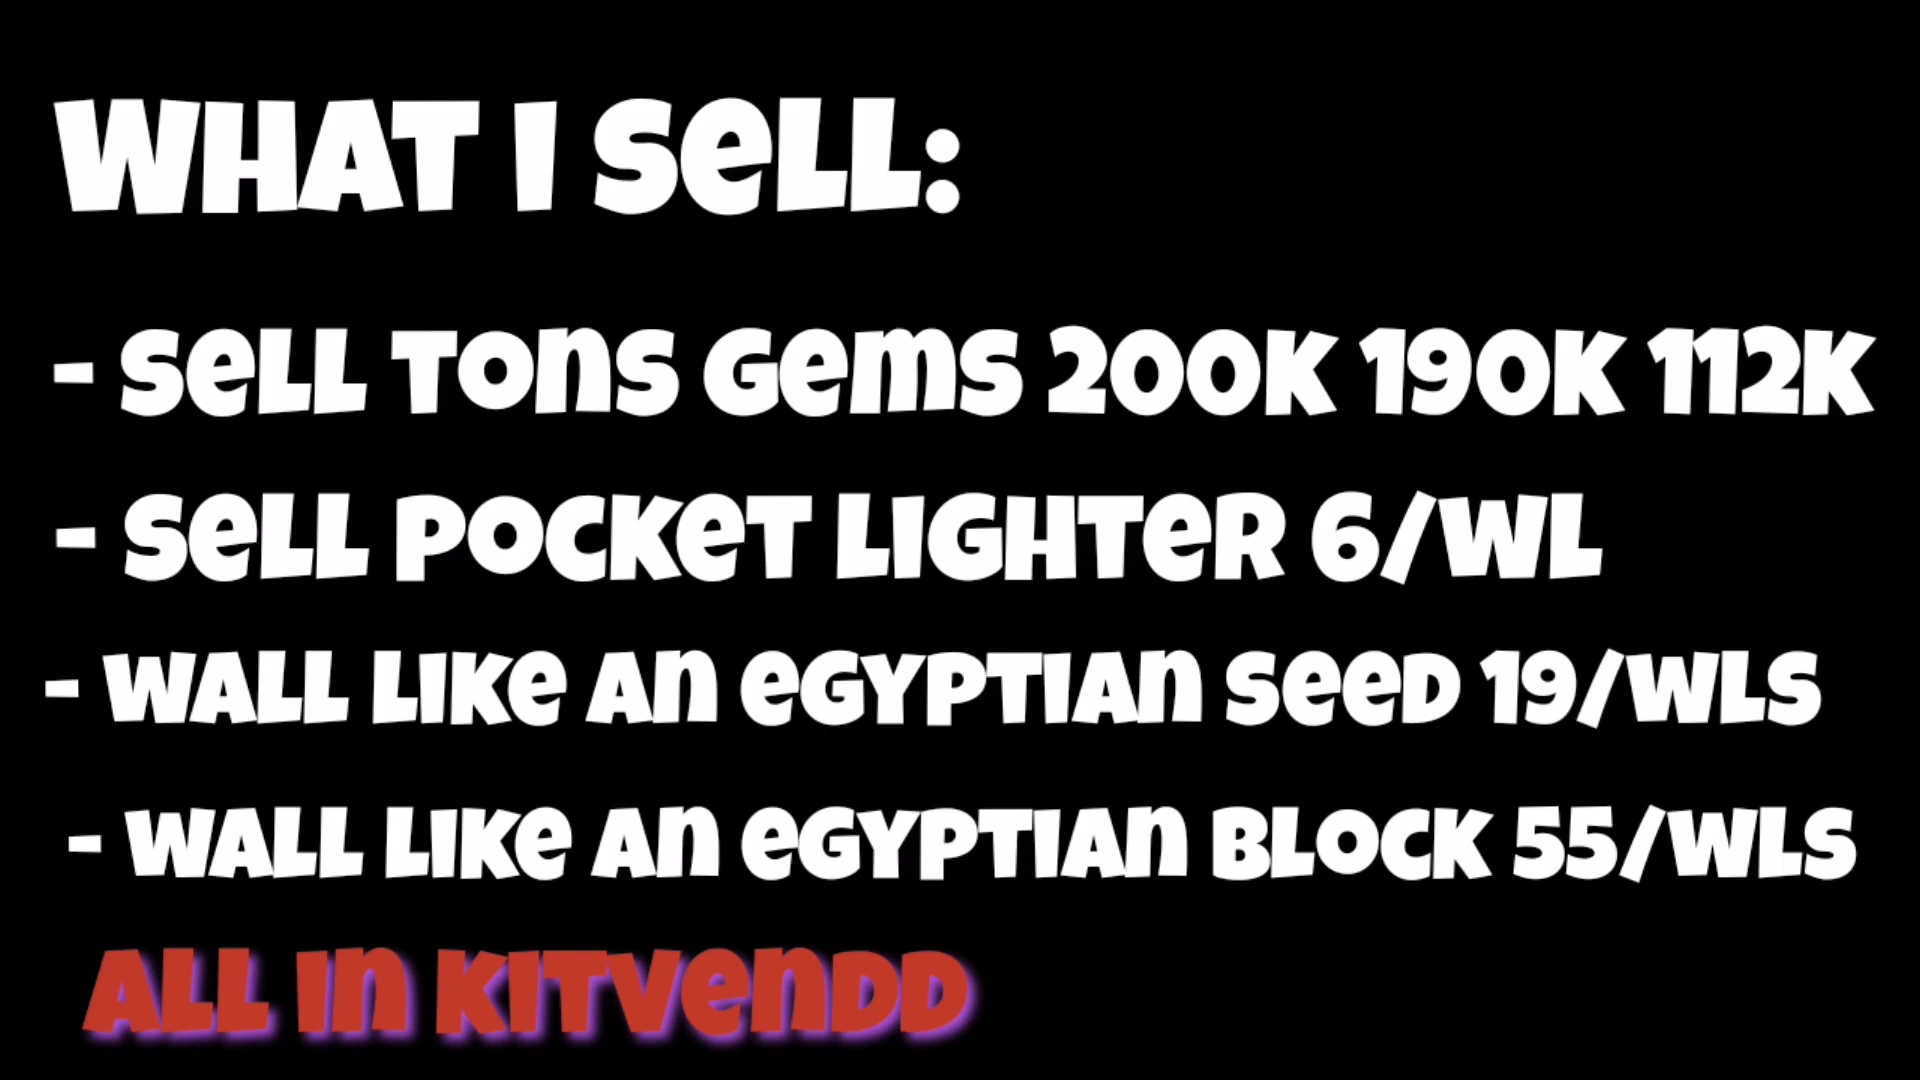 WHAT I SELL:
- SELL TONS GEMS 200K 190K 112K
- SELL POCKET LIGHTER 6/WL
- WALL LIKE AN EGYPTIAN SEED 19/WLS
- WALL LIKE AN EGYPTIAN BLOCK 55/WLS
ALL IN KITVENDD